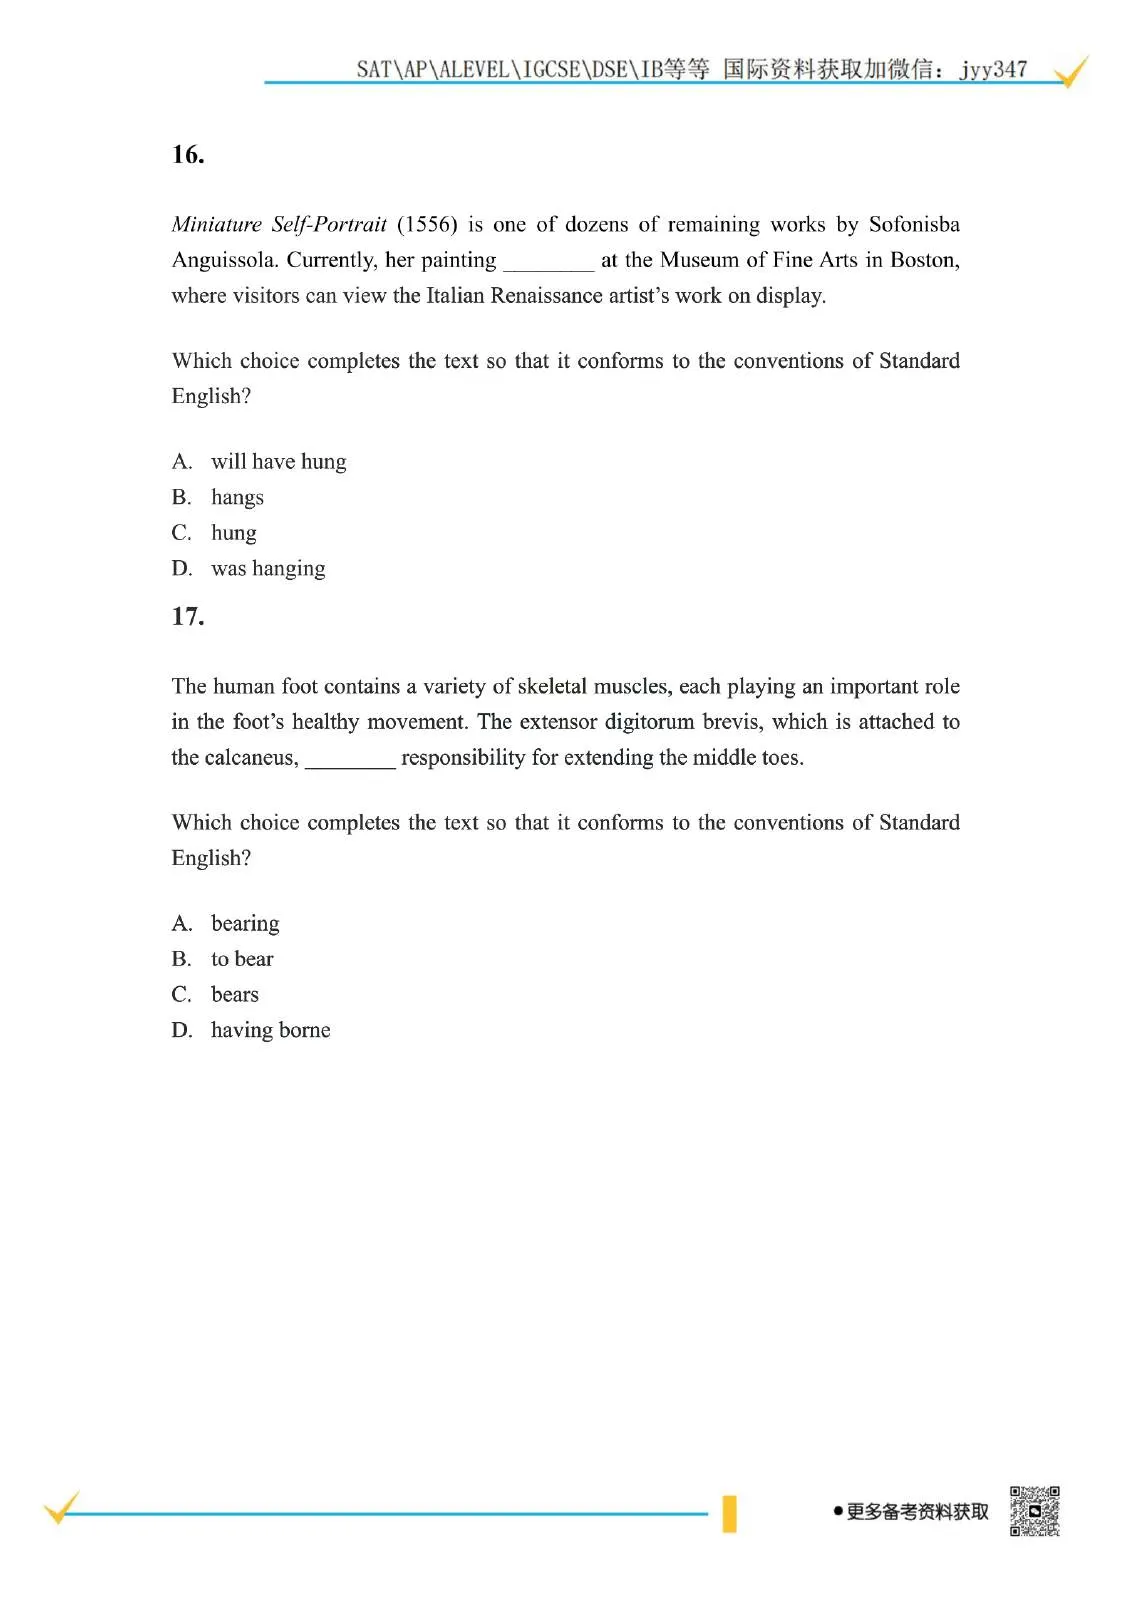 SAT\AP\ALEVEL\IGCSE\DSE\IB等等 国际资料获取加微信：jyy347
16.
Miniature Self-Portrait (1556) is one of dozens of remaining works by Sofonisba
Anguissola. Currently, her painting ________ at the Museum of Fine Arts in Boston,
where visitors can view the Italian Renaissance artist’s work on display.
Which choice completes the text so that it conforms to the conventions of Standard
English?
A. will have hung
B. hangs
C. hung
D. was hanging
17.
The human foot contains a variety of skeletal muscles, each playing an important role
in the foot’s healthy movement. The extensor digitorum brevis, which is attached to
the calcaneus, ________ responsibility for extending the middle toes.
Which choice completes the text so that it conforms to the conventions of Standard
English?
A. bearing
B. to bear
C. bears
D. having borne
●更多备考资料获取